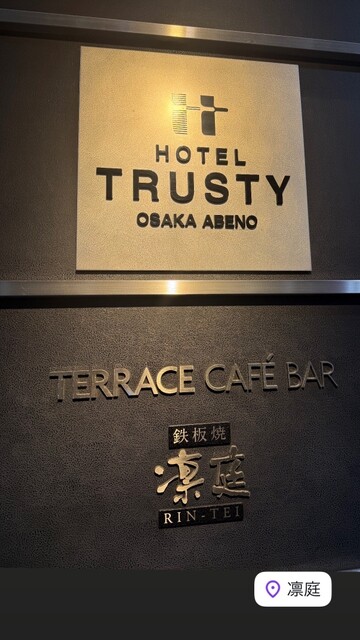 HOTEL
TRUSTY
OSAKA ABENO
TERRACE CAFÉ BAR
鉄板焼
凛庭
RIN-TEI
凛庭